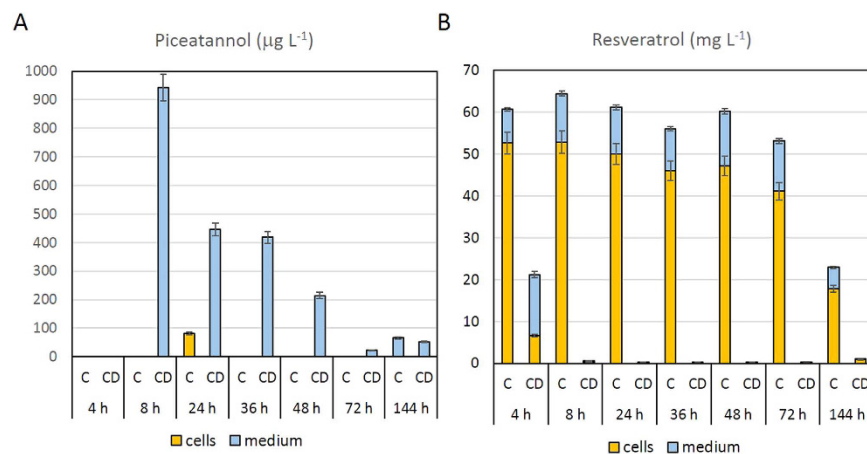 A
Piceatannol (µg L-1)
1000
900
800
700
600
500
400
300
200
100
0
C CD C CD C CD C CD C CD C CD C CD
4 h 8 h 24 h 36 h 48 h 72 h 144 h
cells medium
B
Resveratrol (mg L-1)
70
60
50
40
30
20
10
0
C CD C CD C CD C CD C CD C CD C CD
4 h 8 h 24 h 36 h 48 h 72 h 144 h
cells medium